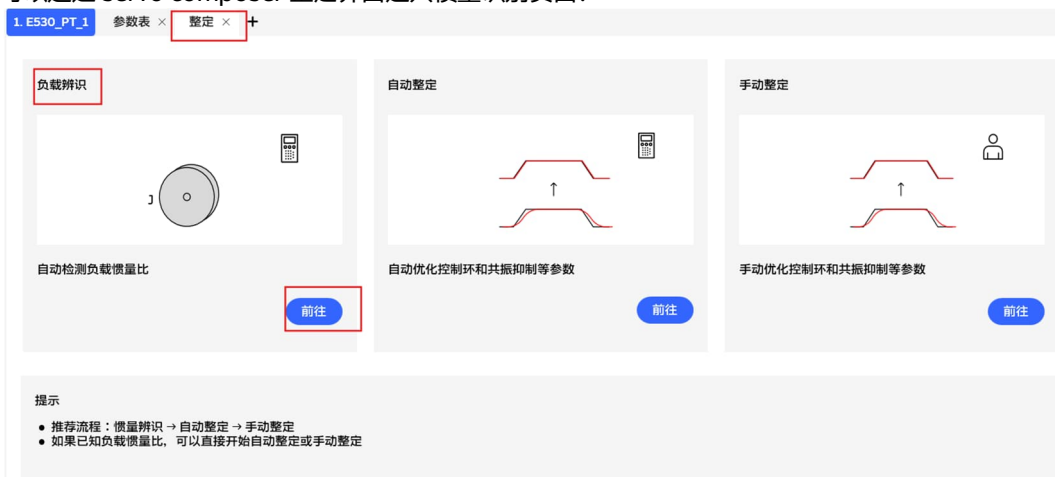 1. E530_PT_1 参数表 × 整定 × +
负载辨识 自动整定 手动整定
J
自动检测负载惯量比 自动优化控制环和共振抑制等参数 手动优化控制环和共振抑制等参数
前往 前往 前往
提示
● 推荐流程：惯量辨识 → 自动整定 → 手动整定
● 如果已知负载惯量比，可以直接开始自动整定或手动整定